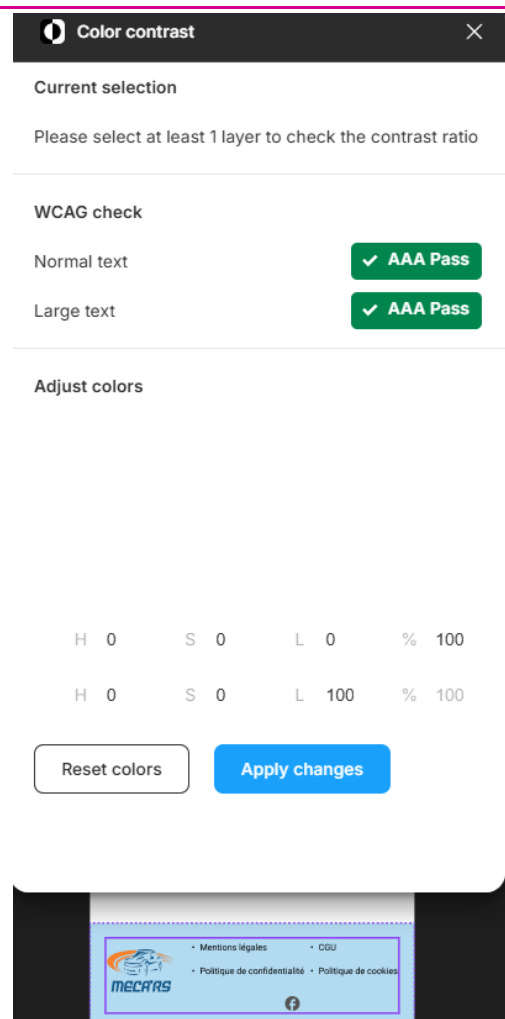 Color contrast
Current selection
Please select at least 1 layer to check the contrast ratio
WCAG check
Normal text
AAA Pass
Large text
AAA Pass
Adjust colors
H 0 S 0 L 0 % 100
H 0 S 0 L 100 % 100
Reset colors
Apply changes
• Mentions légales • CGU
• Politique de confidentialité • Politique de cookies
MECA'RS